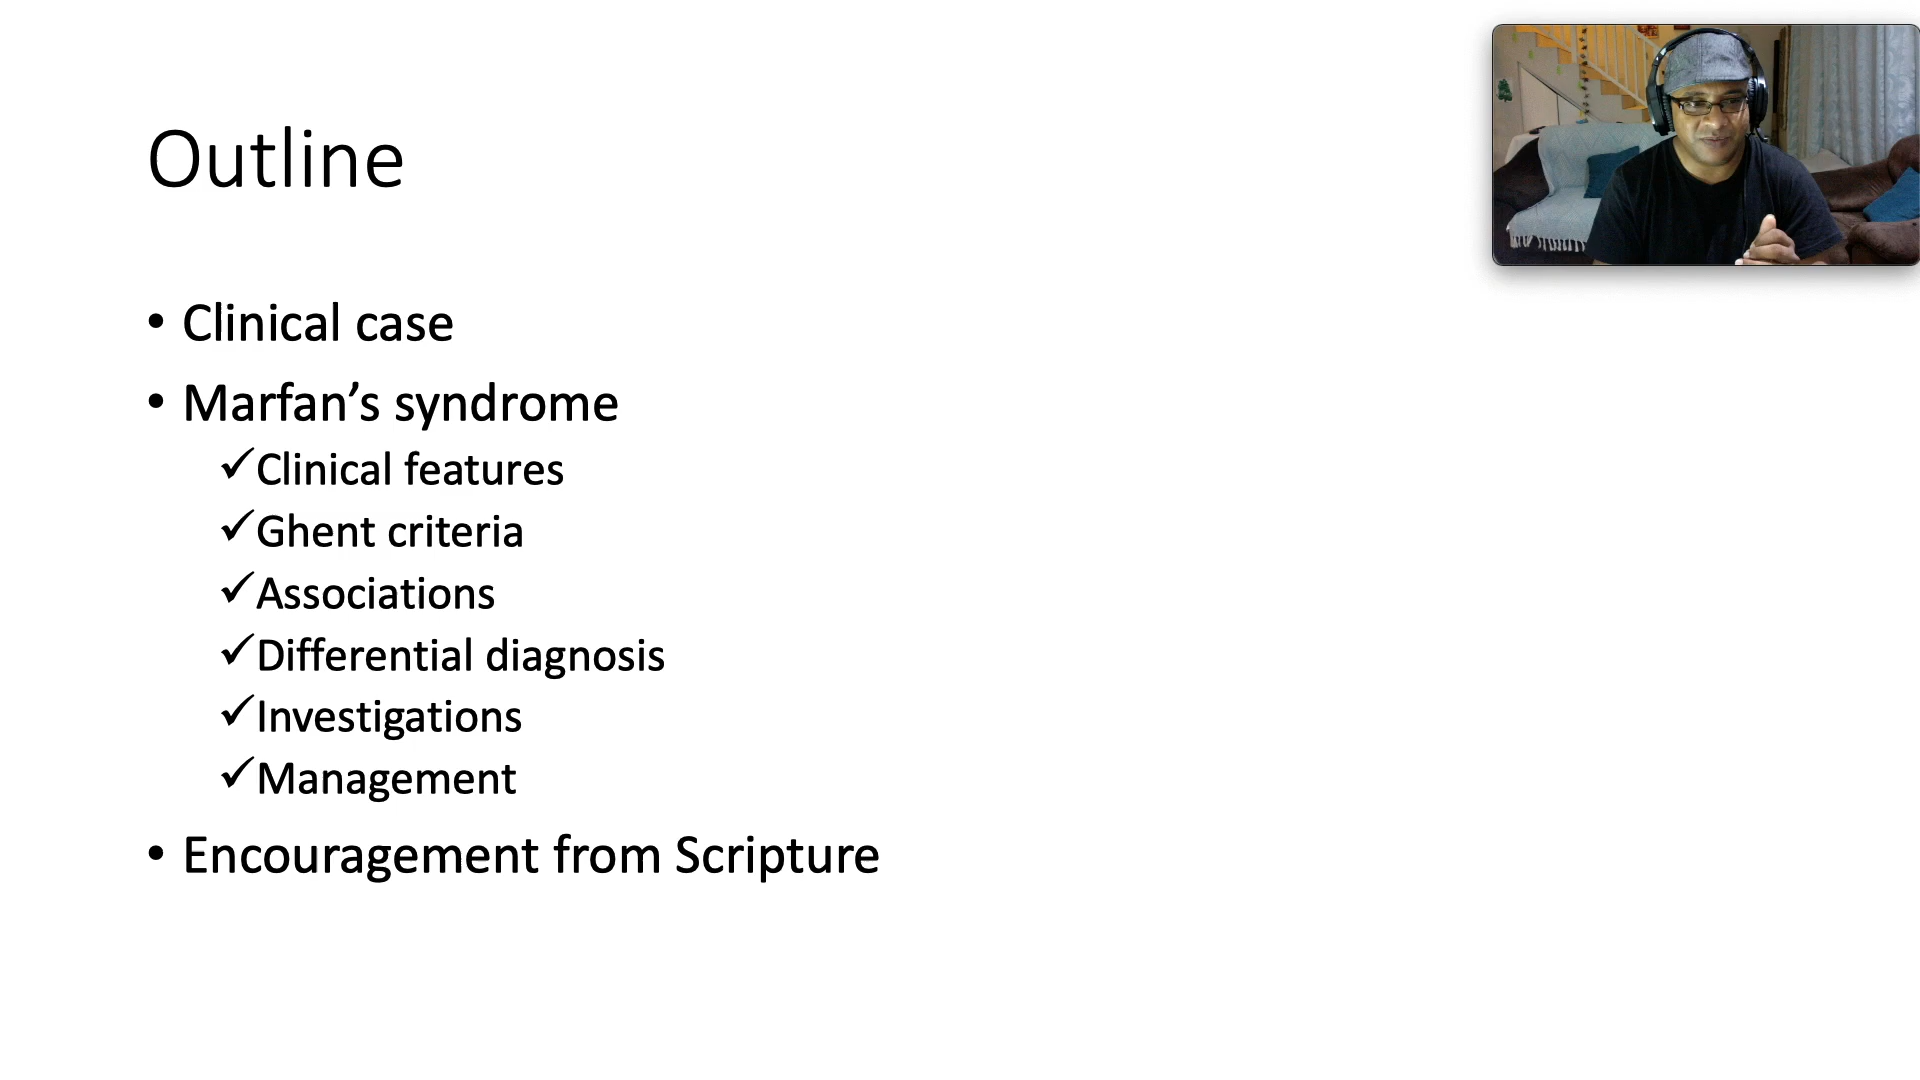 Outline
• Clinical case
• Marfan’s syndrome
✓Clinical features
✓Ghent criteria
✓Associations
✓Differential diagnosis
✓Investigations
✓Management
• Encouragement from Scripture